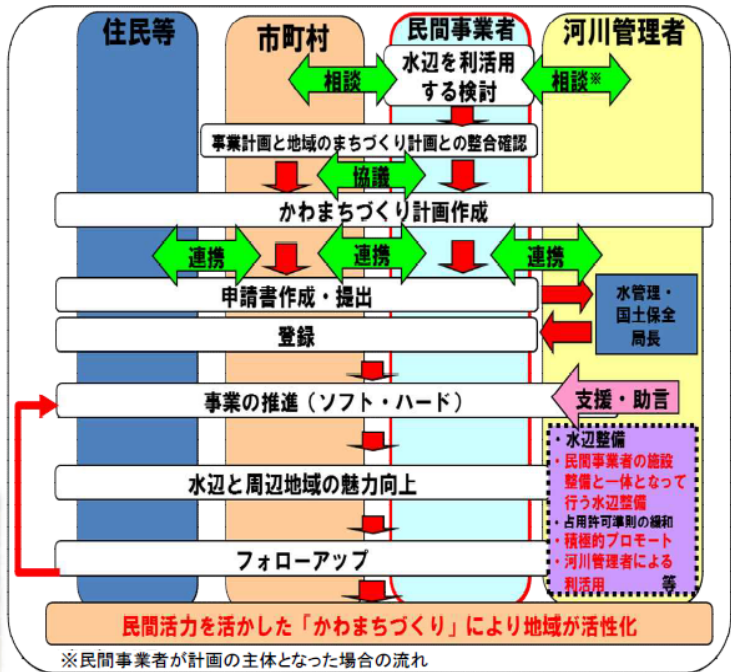 住民等
市町村
民間事業者
河川管理者
相談
水辺を利活用
する検討
相談※
事業計画と地域のまちづくり計画との整合確認
協議
かわまちづくり計画作成
連携
連携
連携
申請書作成・提出
水管理・
国土保全
局長
登録
事業の推進（ソフト・ハード）
支援・助言
・水辺整備
・民間事業者の施設
整備と一体となって
行う水辺整備
・占用許可準則の緩和
・積極的プロモート
・河川管理者による
利活用 等
水辺と周辺地域の魅力向上
フォローアップ
民間活力を活かした「かわまちづくり」により地域が活性化
※民間事業者が計画の主体となった場合の流れ